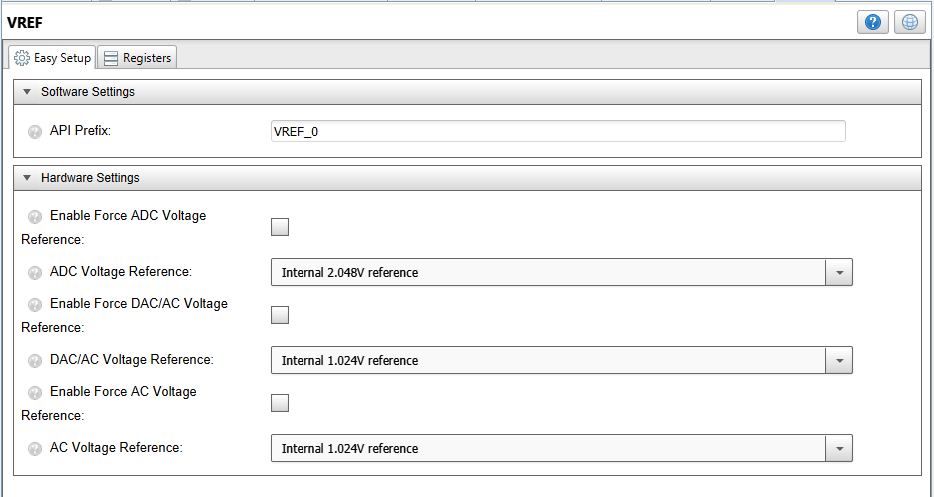 VREF
Easy Setup
Registers
Software Settings
API Prefix:
VREF_0
Hardware Settings
Enable Force ADC Voltage
Reference:
ADC Voltage Reference:
Internal 2.048V reference
Enable Force DAC/AC Voltage
Reference:
DAC/AC Voltage Reference:
Internal 1.024V reference
Enable Force AC Voltage
Reference:
AC Voltage Reference:
Internal 1.024V reference